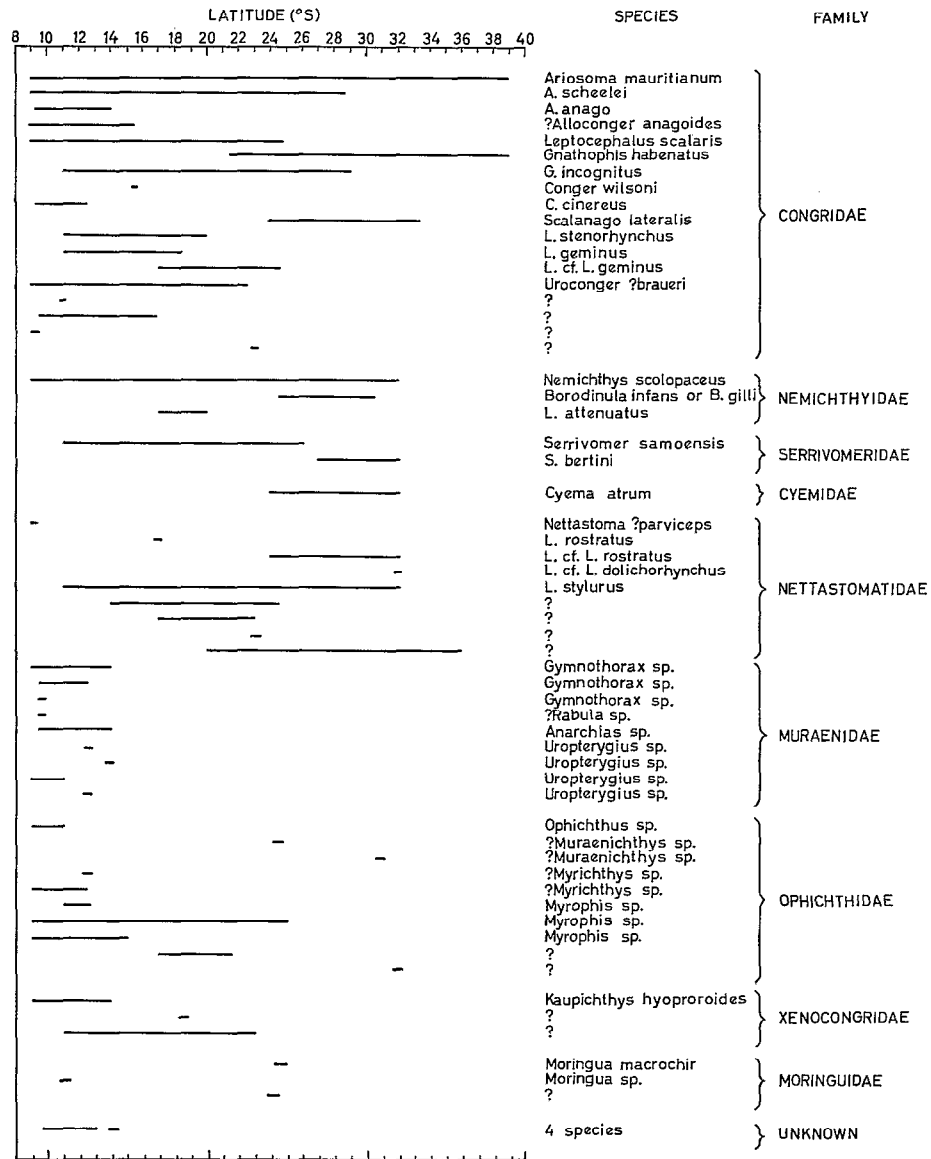 LATITUDE (°S) SPECIES FAMILY
8 10 12 14 16 18 20 22 24 26 28 30 32 34 36 38 40
Ariosoma mauritianum
A. scheelei
A. anago
?Alloconger anagoides
Leptocephalus scalaris
Gnathophis habenatus
G. incognitus
Conger wilsoni
C. cinereus
Scalanago lateralis
L. stenorhynchus
L. geminus
L. cf. L. geminus
Uroconger ?braueri
?
?
?
?
CONGRIDAE
Nemichthys scolopaceus
Borodinula infans or B. gilli
L. attenuatus
NEMICHTHYIDAE
Serrivomer samoensis
S. bertini
SERRIVOMERIDAE
Cyema atrum
CYEMIDAE
Nettastoma ?parviceps
L. rostratus
L. cf. L. rostratus
L. cf. L. dolichorhynchus
L. stylurus
?
?
?
?
NETTASTOMATIDAE
Gymnothorax sp.
Gymnothorax sp.
Gymnothorax sp.
?Rabula sp.
Anarchias sp.
Uropterygius sp.
Uropterygius sp.
Uropterygius sp.
Uropterygius sp.
MURAENIDAE
Ophichthus sp.
?Muraenichthys sp.
?Muraenichthys sp.
?Myrichthys sp.
?Myrichthys sp.
Myrophis sp.
Myrophis sp.
Myrophis sp.
?
?
OPHICHTHIDAE
Kaupichthys hyoproroides
?
?
XENOCONGRIDAE
Moringua macrochir
Moringua sp.
?
MORINGUIDAE
4 species
UNKNOWN